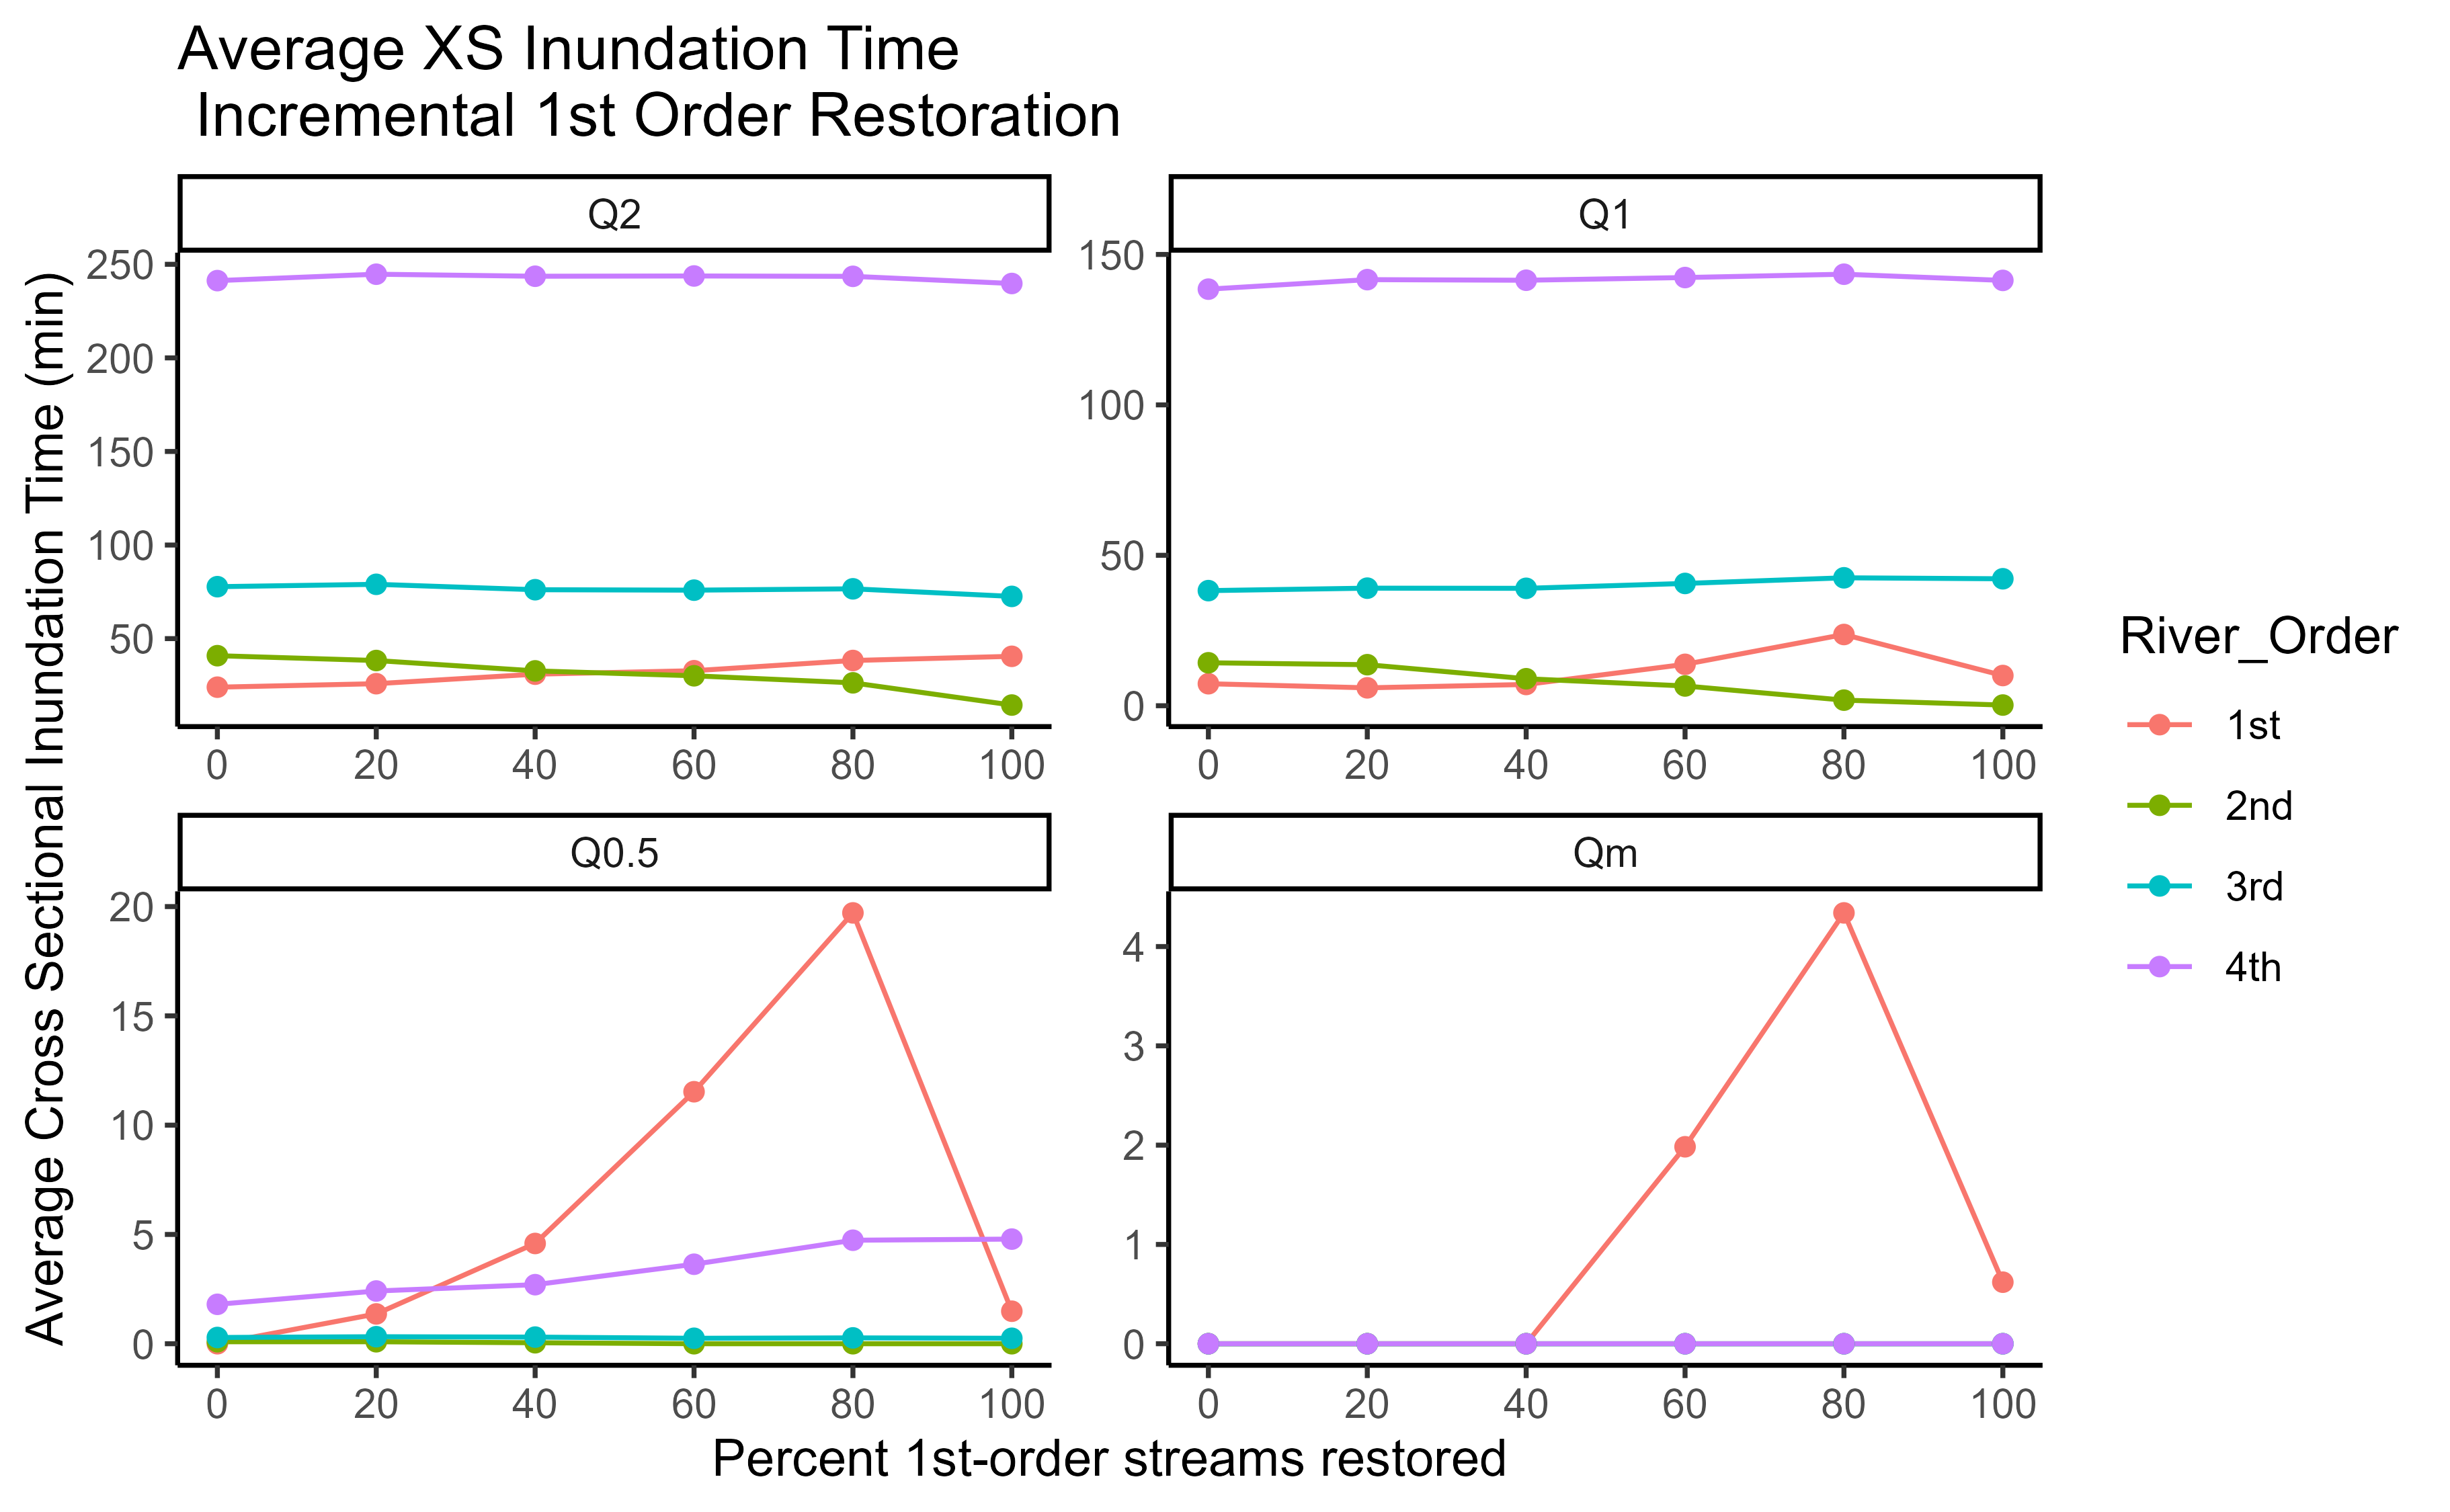 Average XS Inundation Time
Incremental 1st Order Restoration
Average Cross Sectional Inundation Time (min)
Q2
250
200
150
100
50
0 20 40 60 80 100
Q1
150
100
50
0
0 20 40 60 80 100
Q0.5
20
15
10
5
0
0 20 40 60 80 100
Qm
4
3
2
1
0
0 20 40 60 80 100
Percent 1st-order streams restored
River_Order
1st
2nd
3rd
4th